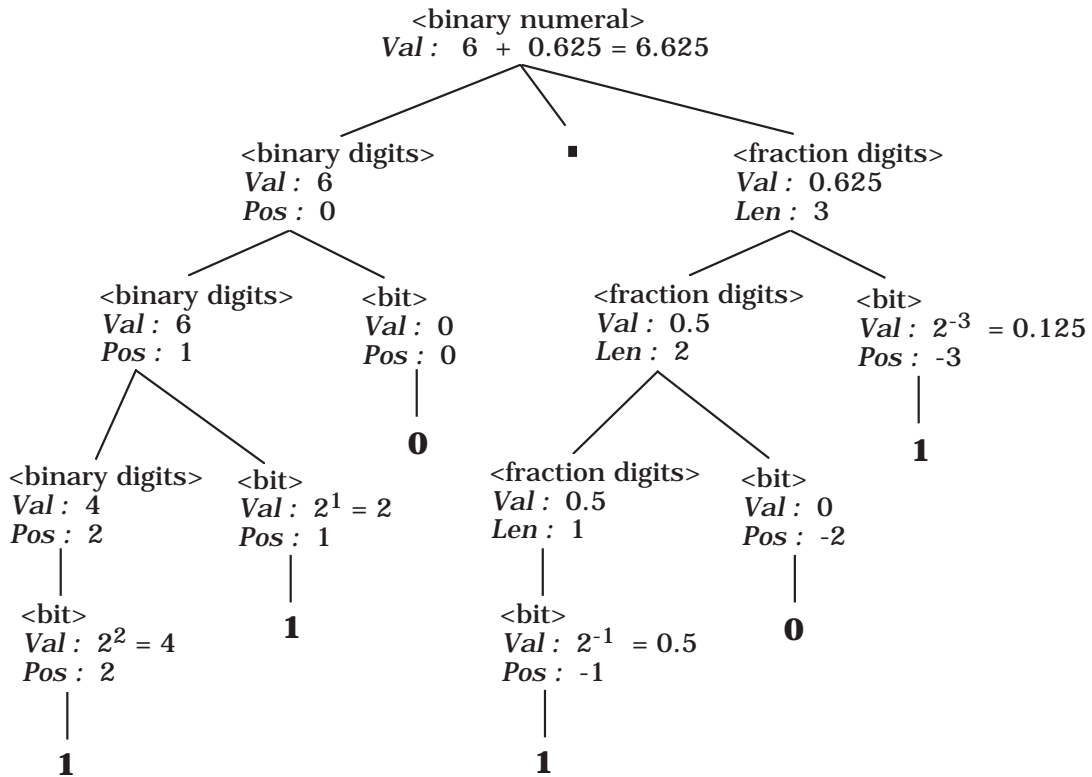 <binary numeral>
Val : 6 + 0.625 = 6.625
<binary digits>
Val : 6
Pos : 0
.
<fraction digits>
Val : 0.625
Len : 3
<binary digits>
Val : 6
Pos : 1
<bit>
Val : 0
Pos : 0
<fraction digits>
Val : 0.5
Len : 2
<bit>
Val : 2⁻³ = 0.125
Pos : -3
0
1
<binary digits>
Val : 4
Pos : 2
<bit>
Val : 2¹ = 2
Pos : 1
<fraction digits>
Val : 0.5
Len : 1
<bit>
Val : 0
Pos : -2
<bit>
Val : 2² = 4
Pos : 2
1
<bit>
Val : 2⁻¹ = 0.5
Pos : -1
0
1
1